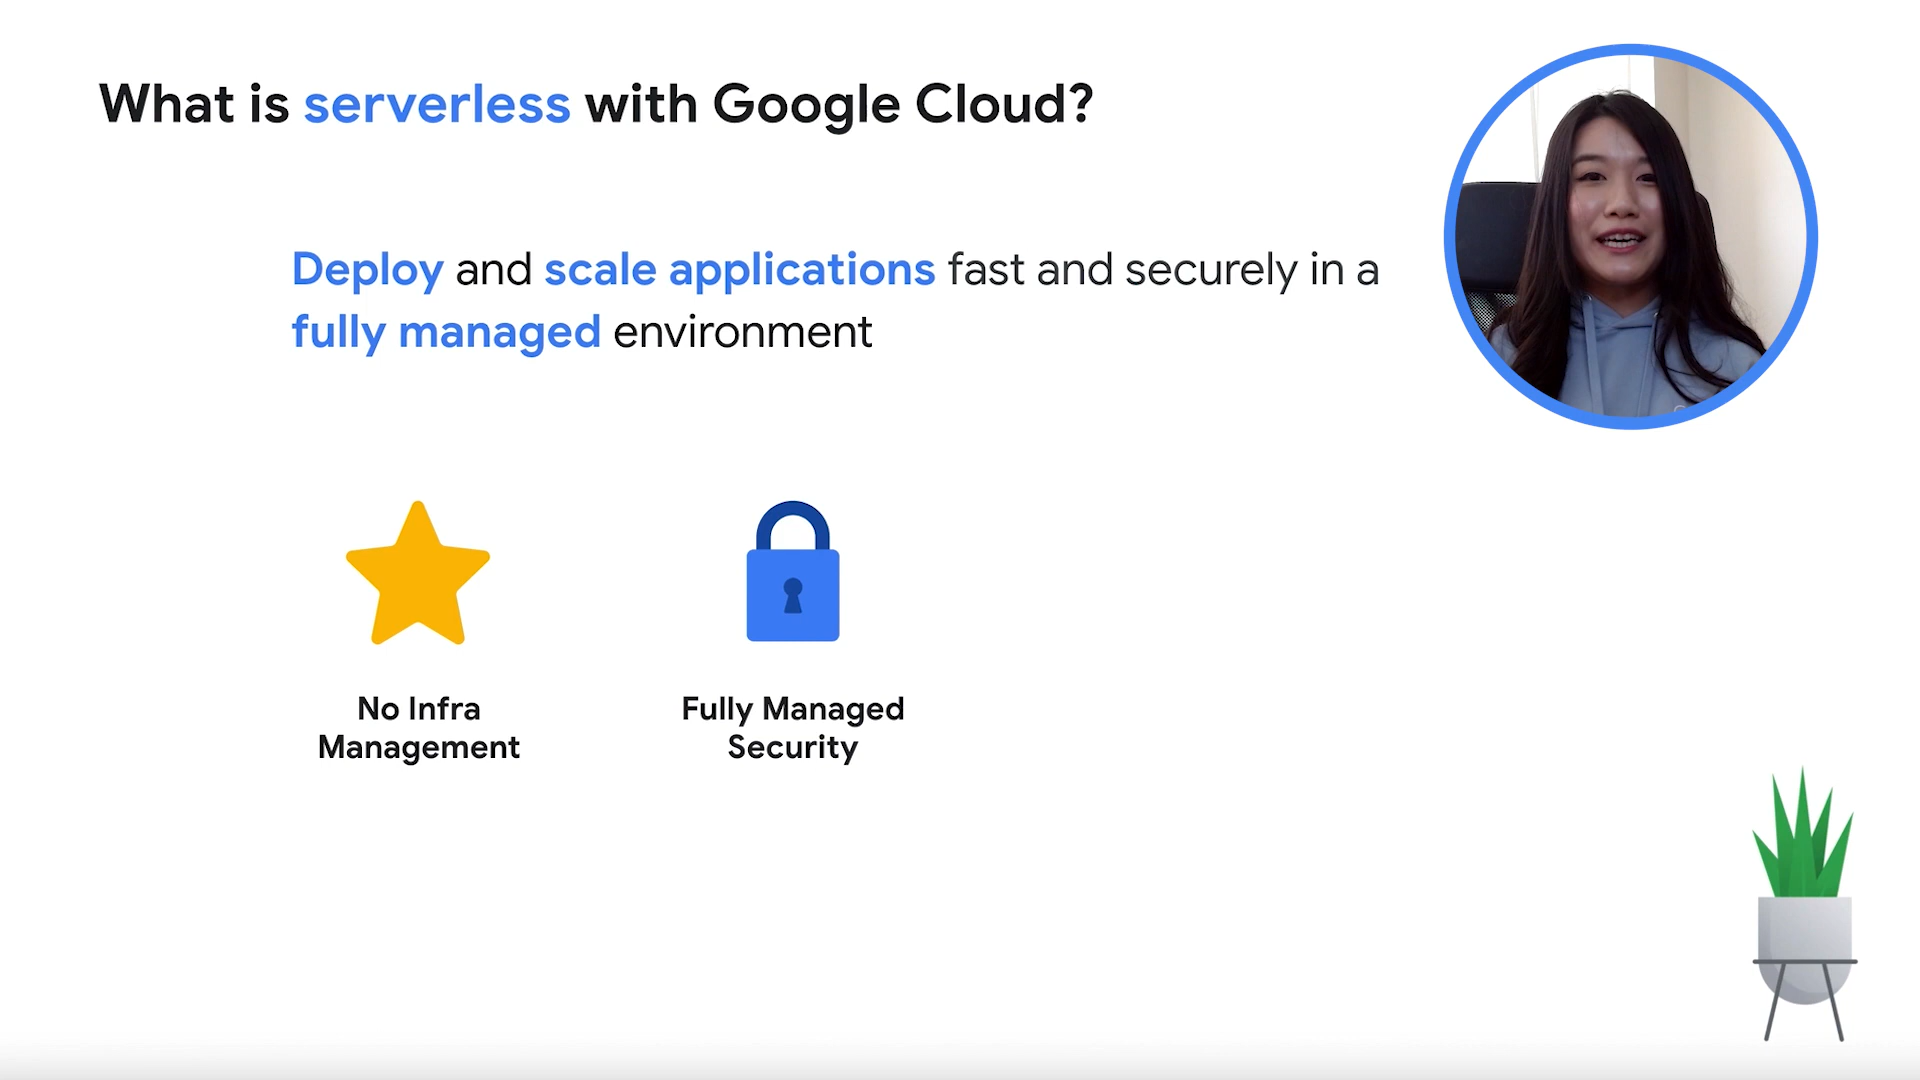 What is serverless with Google Cloud?
Deploy and scale applications fast and securely in a
fully managed environment
No Infra
Management
Fully Managed
Security